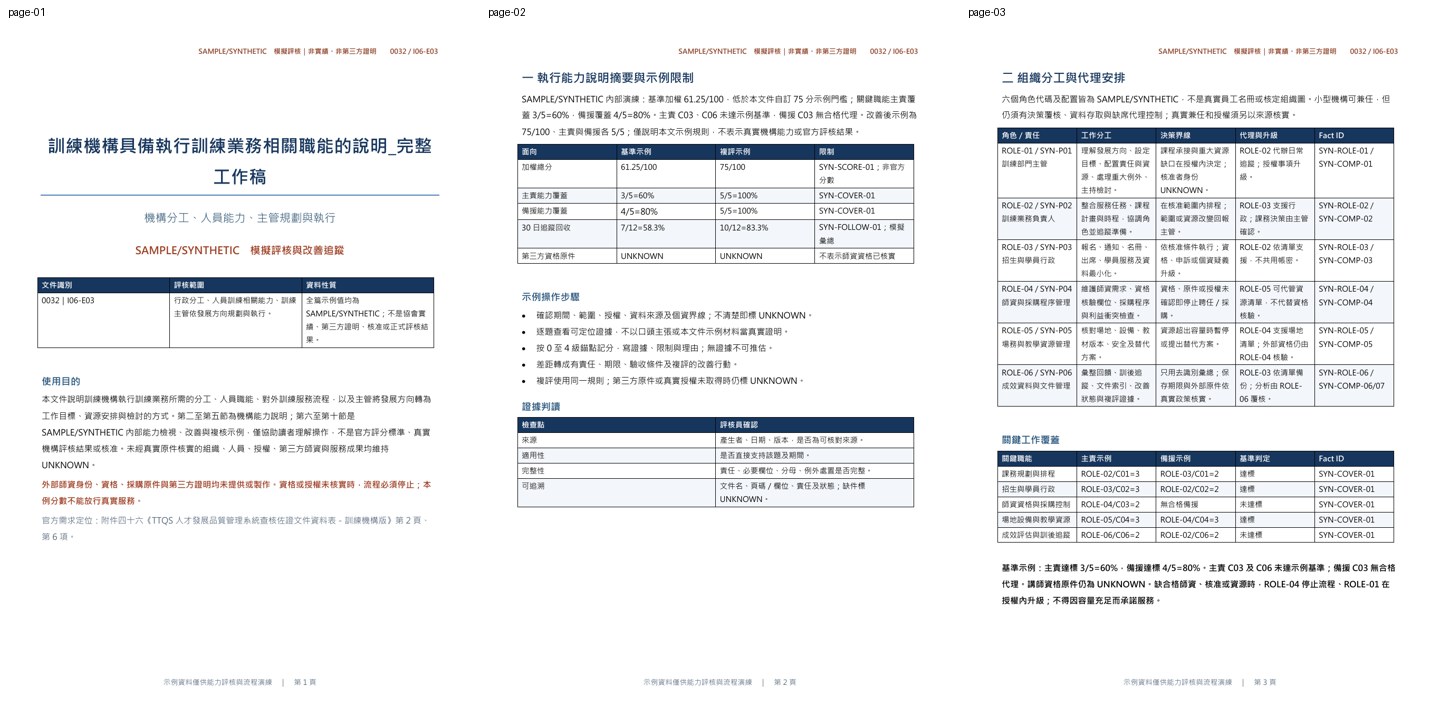 page-01
SAMPLE/SYNTHETIC 模擬評核｜非實績、非第三方證明 0032 / I06-E03
訓練機構具備執行訓練業務相關職能的說明_完整
工作稿
機構分工、人員能力、主管規劃與執行
SAMPLE/SYNTHETIC 模擬評核與改善追蹤
文件識別 評核範圍 資料性質
0032 | I06-E03 行政分工、人員訓練相關職能力、訓練主管依發展方向規劃與執行。 全篇示例值均為 SAMPLE/SYNTHETIC；不是協會實績、第三方證明、核准或正式評核結果。
使用目的
本文件說明訓練機構執行訓練業務所需的分工、人員職能、對外訓練服務流程，以及主管將發展方向轉為
工作目標、資源安排與檢討的方式。第二至第五節為機構能力說明；第六至第十節是
SAMPLE/SYNTHETIC 內部能力檢視、改善與複核示例，僅協助讀者理解操作，不是官方評分標準、真實
機構評核結果或核准。未經真實原件核實的組織、人員、授權、第三方師資與服務成果均維持
UNKNOWN。
外部師資身份、資格、採購原件與第三方證明均未提供或製作。資格或授權未核實時，流程必須停止；本
例分數不能放行真實服務。
官方需求定位：附件四十六《TTQS 人才發展品質管理系統查核佐證文件資料表－訓練機構版》第 2 頁、
第 6 項。
示例資料僅供能力評核與流程演練 | 第 1 頁
page-02
SAMPLE/SYNTHETIC 模擬評核｜非實績、非第三方證明 0032 / I06-E03
一 執行能力說明摘要與示例限制
SAMPLE/SYNTHETIC 內部演練：基準加權 61.25/100，低於本文件自訂 75 分示例門檻；關鍵職能主責覆
蓋 3/5=60%，備援覆蓋 4/5=80%。主責 C03、C06 未達示例基準，備供 C03 無合格代理。改善後示例為
75/100、主責與備援各 5/5；僅說明本文示例規則，不表示真實機構能力或官方評核結果。
面向 基準示例 複評示例 限制
加權總分 61.25/100 75/100 SYN-SCORE-01；非官方分數
主責能力覆蓋 3/5=60% 5/5=100% SYN-COVER-01
備援能力覆蓋 4/5=80% 5/5=100% SYN-COVER-01
30 日追蹤回收 7/12=58.3% 10/12=83.3% SYN-FOLLOW-01；模擬彙總
第三方資格原件 UNKNOWN UNKNOWN 不表示師資資格已核實
示例操作步驟
• 確認期間、範圍、授權、資料來源及個資界線；不清楚即標 UNKNOWN。
• 逐題查看可定位證據，不以口頭主張或本文件示例材料當真實證明。
• 按 0 至 4 級錨點記分，寫證據、限制與理由；無證據不可推估。
• 差距轉成有責任、期限、驗收條件及複評的改善行動。
• 複評使用同一規則；第三方原件或真實授權未取得時仍標 UNKNOWN。
證據判讀
檢查點 評核員確認
來源 產生者、日期、版本，是否為可核對來源。
適用性 是否直接支持該題及期間。
完整性 責任、必要欄位、分母、例外處置是否完整。
可追溯 文件名、頁碼 / 欄位、責任及狀態；缺件標 UNKNOWN。
示例資料僅供能力評核與流程演練 | 第 2 頁
page-03
SAMPLE/SYNTHETIC 模擬評核｜非實績、非第三方證明 0032 / I06-E03
二 組織分工與代理安排
六個角色代碼及配置皆為 SAMPLE/SYNTHETIC，不是真實員工名冊或核定組織圖。小型機構可兼任，但
仍須有決策覆核、資料存取與缺席代理控制；真實兼任和授權須另以來源核實。
角色 / 責任 工作分工 決策界線 代理與升級 Fact ID
ROLE-01 / SYN-P01 訓練部門主管 理解發展方向、設定目標、配置責任與資源、處理重大例外、主持檢討。 課程承接與重大資源缺口在授權內決定；核准者身份 UNKNOWN。 ROLE-02 代辦日常追蹤；授權事項升級。 SYN-ROLE-01 / SYN-COMP-01
ROLE-02 / SYN-P02 訓練業務負責人 整合服務任務、課程計畫與時程，協調角色並追蹤準備。 在核准範圍內排程；範圍或資源改變回報主管。 ROLE-03 支援行政；課務決策由主管確認。 SYN-ROLE-02 / SYN-COMP-02
ROLE-03 / SYN-P03 招生與學員行政 報名、通知、名冊、出席、學員服務及資料最小化。 依核准條件執行；資格、申訴或個資疑義升級。 ROLE-02 依清單支援，不共用帳密。 SYN-ROLE-03 / SYN-COMP-03
ROLE-04 / SYN-P04 師資與採購程序管理 維護師資需求、資格核驗欄位、採購程序與利益衝突檢查。 資格、原件或授權未確認即停止聘任 / 採購。 ROLE-05 可代管資源清單，不代替資格核驗。 SYN-ROLE-04 / SYN-COMP-04
ROLE-05 / SYN-P05 場務與教學資源管理 核對場地、設備、教材版本、安全及替代方案。 資源超出容量時暫停或提出替代方案。 ROLE-04 支援場地清單；外部資格仍由 ROLE-04 核驗。 SYN-ROLE-05 / SYN-COMP-05
ROLE-06 / SYN-P06 成效資料與文件管理 彙整回饋、訓後追蹤、文件索引、改善狀態與複評證據。 只用去識別彙總；保存期限與外部原件依真實政策核實。 ROLE-03 依清單備份；分析由 ROLE-06 覆核。 SYN-ROLE-06 / SYN-COMP-06/07
關鍵工作覆蓋
關鍵職能 主責示例 備援示例 基準判定 Fact ID
課務規劃與排程 ROLE-02/C01=3 ROLE-03/C01=2 達標 SYN-COVER-01
招生與學員行政 ROLE-03/C02=3 ROLE-02/C02=2 達標 SYN-COVER-01
師資資格與採購控制 ROLE-04/C03=2 無合格備援 未達標 SYN-COVER-01
場地設備與教學資源 ROLE-05/C04=3 ROLE-04/C04=3 達標 SYN-COVER-01
成效評估與訓後追蹤 ROLE-06/C06=2 ROLE-02/C06=2 未達標 SYN-COVER-01
基準示例：主責達標 3/5=60%，備援達標 4/5=80%。主責 C03 及 C06 未達示例基準；備援 C03 無合格
代理。講師資格原件仍為 UNKNOWN。缺合格師資、核准或資源時，ROLE-04 停止流程、ROLE-01 在
授權內升級；不得因容量充足而承諾服務。
示例資料僅供能力評核與流程演練 | 第 3 頁